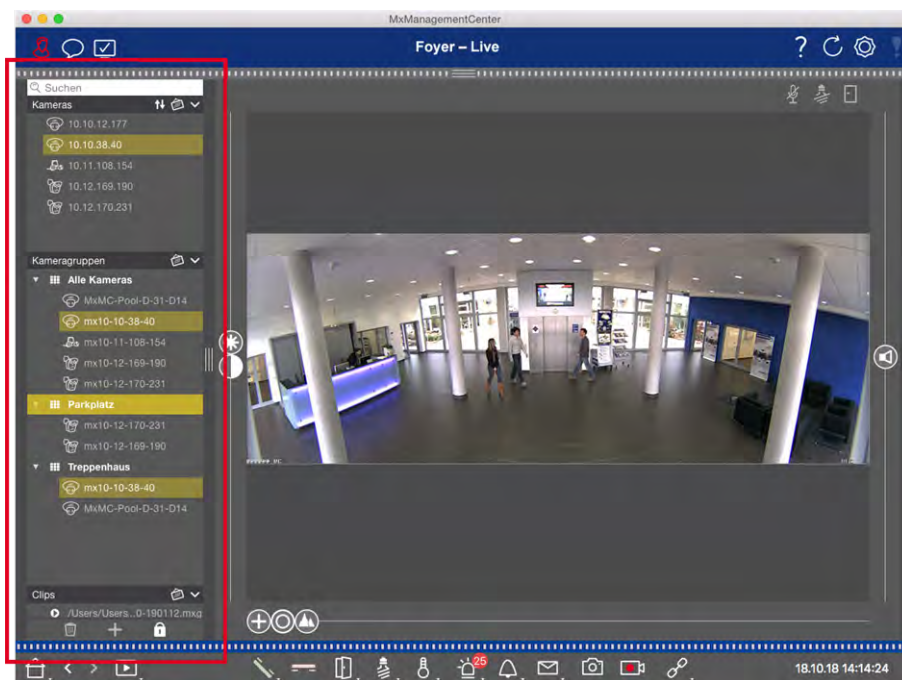 MxManagementCenter
Foyer – Live
Suchen
Kameras
10.10.12.177
10.10.38.40
10.11.108.154
10.12.169.190
10.12.170.231
Kameragruppen
Alle Kameras
MxMC-Pool-D-31-D14
mx10-10-38-40
mx10-11-108-154
mx10-12-169-190
mx10-12-170-231
Parkplatz
mx10-12-170-231
mx10-12-169-190
Treppenhaus
mx10-10-38-40
MxMC-Pool-D-31-D14
Clips
/Users/Users...0-190112.mxg
25
18.10.18 14:14:24